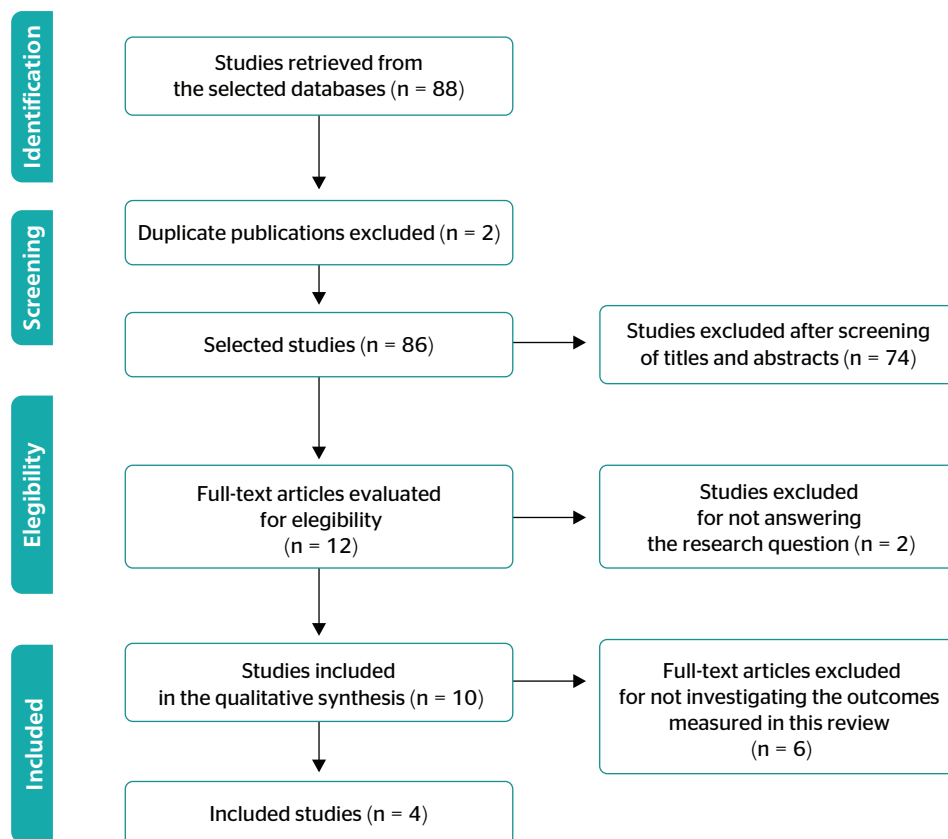 Identification
Studies retrieved from
the selected databases (n = 88)
Screening
Duplicate publications excluded (n = 2)
Selected studies (n = 86)
Studies excluded after screening
of titles and abstracts (n = 74)
Elegibility
Full-text articles evaluated
for elegibility
(n = 12)
Studies excluded
for not answering
the research question (n = 2)
Included
Studies included
in the qualitative synthesis (n = 10)
Full-text articles excluded
for not investigating the outcomes
measured in this review
(n = 6)
Included studies (n = 4)